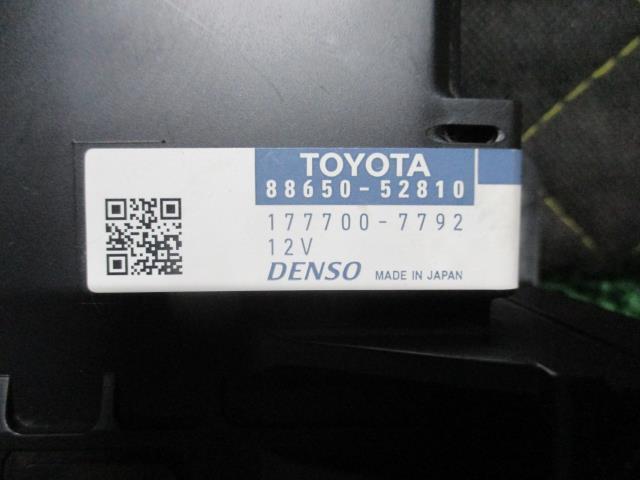 TOYOTA
88650-52810
177700-7792
12V
DENSO MADE IN JAPAN